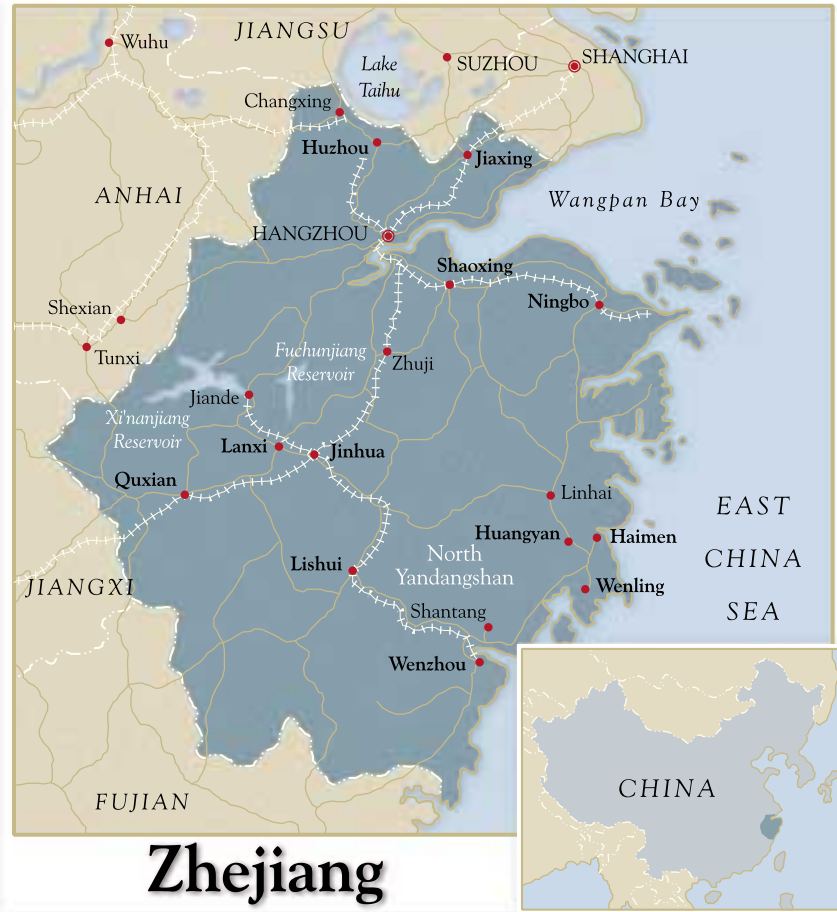 JIANGSU
Wuhu
Lake
Taihu
SUZHOU
SHANGHAI
Changxing
Huzhou
Jiaxing
ANHAI
Wangpan Bay
HANGZHOU
Shaoxing
Ningbo
Shexian
Tunxi
Fuchunjiang
Reservoir
Zhuji
Jiande
Xi'nanjiang
Reservoir
Lanxi
Jinhua
Quxian
Linhai
EAST
CHINA
SEA
Huangyan
Haimen
North
Yandangshan
Lishui
JIANGXI
Wenling
Shantang
Wenzhou
CHINA
FUJIAN
Zhejiang